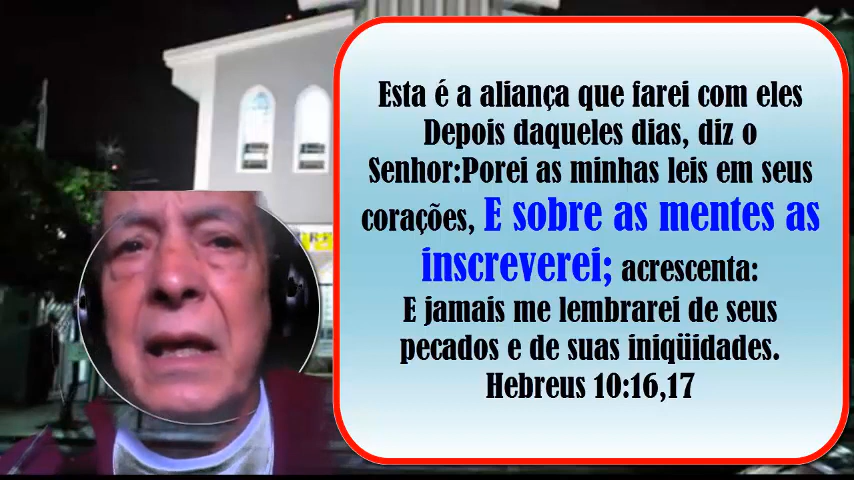 Esta é a aliança que farei com eles
Depois daqueles dias, diz o
Senhor:Porei as minhas leis em seus
corações, E sobre as mentes as
inscreverei; acrescenta:
E jamais me lembrarei de seus
pecados e de suas iniqüidades.
Hebreus 10:16,17